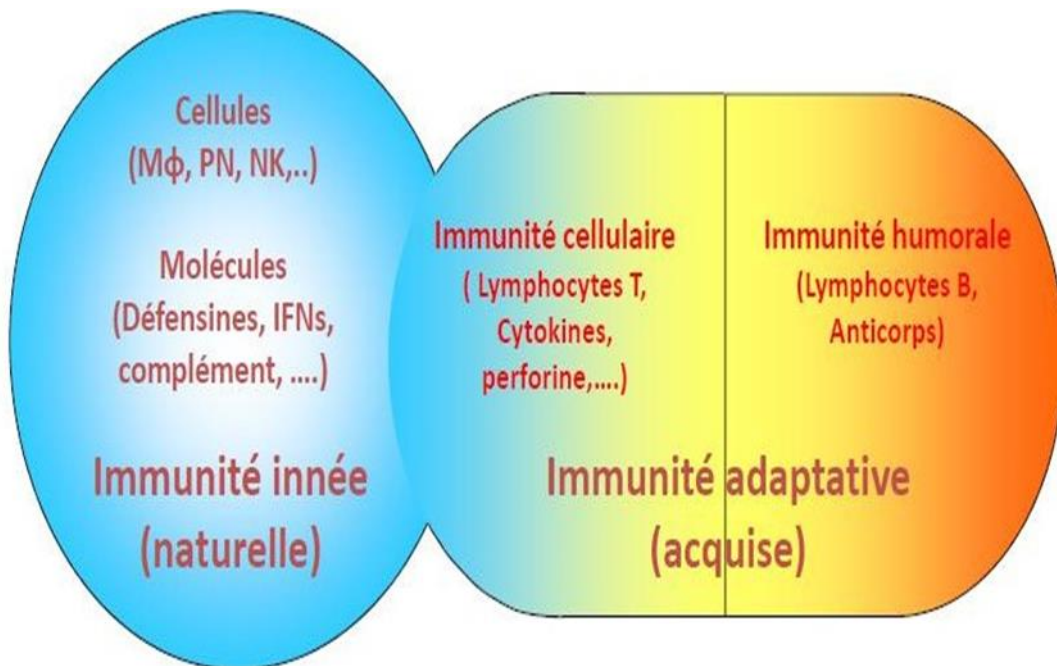 Cellules
(Mϕ, PN, NK,..)
Molécules
(Défensines, IFNs,
complément, ....)
Immunité innée
(naturelle)
Immunité cellulaire
( Lymphocytes T,
Cytokines,
perforine,....)
Immunité humorale
(Lymphocytes B,
Anticorps)
Immunité adaptative
(acquise)